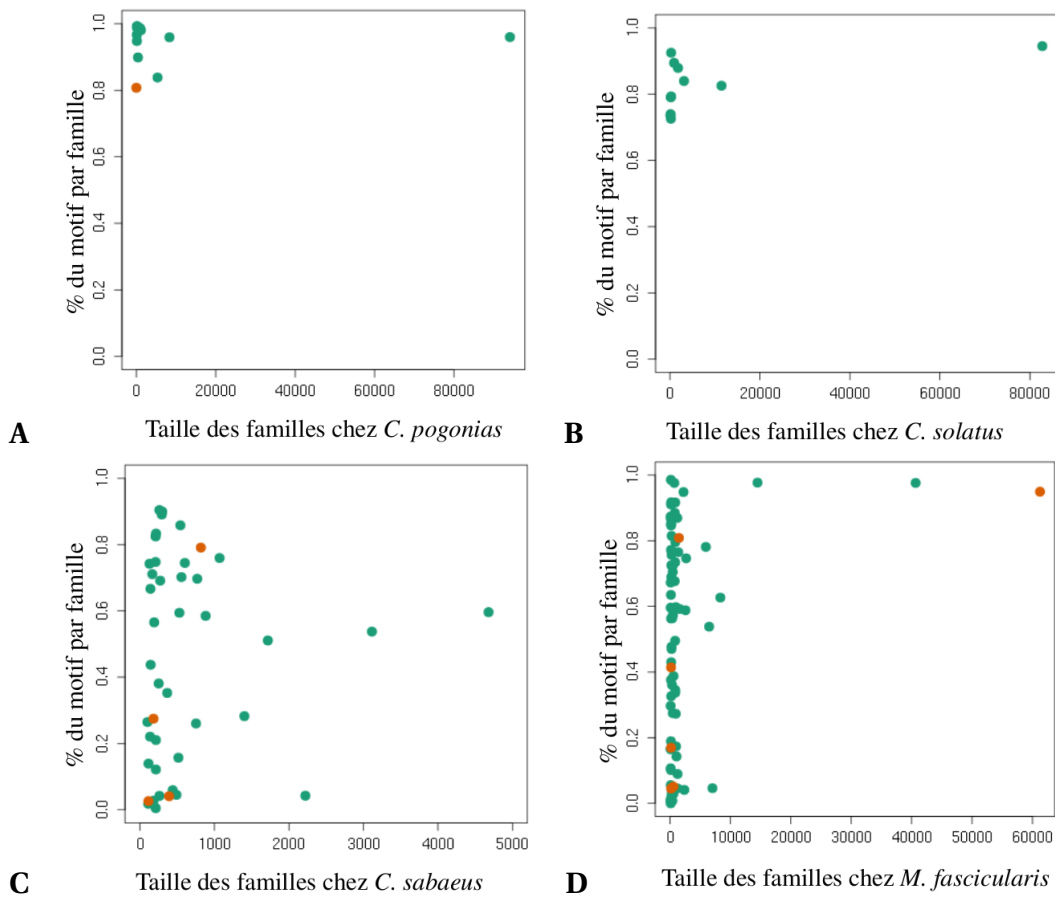 % du motif par famille
1.0
0.8
0.6
0.4
0.2
0.0
0 20000 40000 60000 80000
A Taille des familles chez C. pogonias
% du motif par famille
1.0
0.8
0.6
0.4
0.2
0.0
0 20000 40000 60000 80000
B Taille des familles chez C. solatus
% du motif par famille
1.0
0.8
0.6
0.4
0.2
0.0
0 1000 2000 3000 4000 5000
C Taille des familles chez C. sabaeus
% du motif par famille
1.0
0.8
0.6
0.4
0.2
0.0
0 10000 20000 30000 40000 50000 60000
D Taille des familles chez M. fascicularis